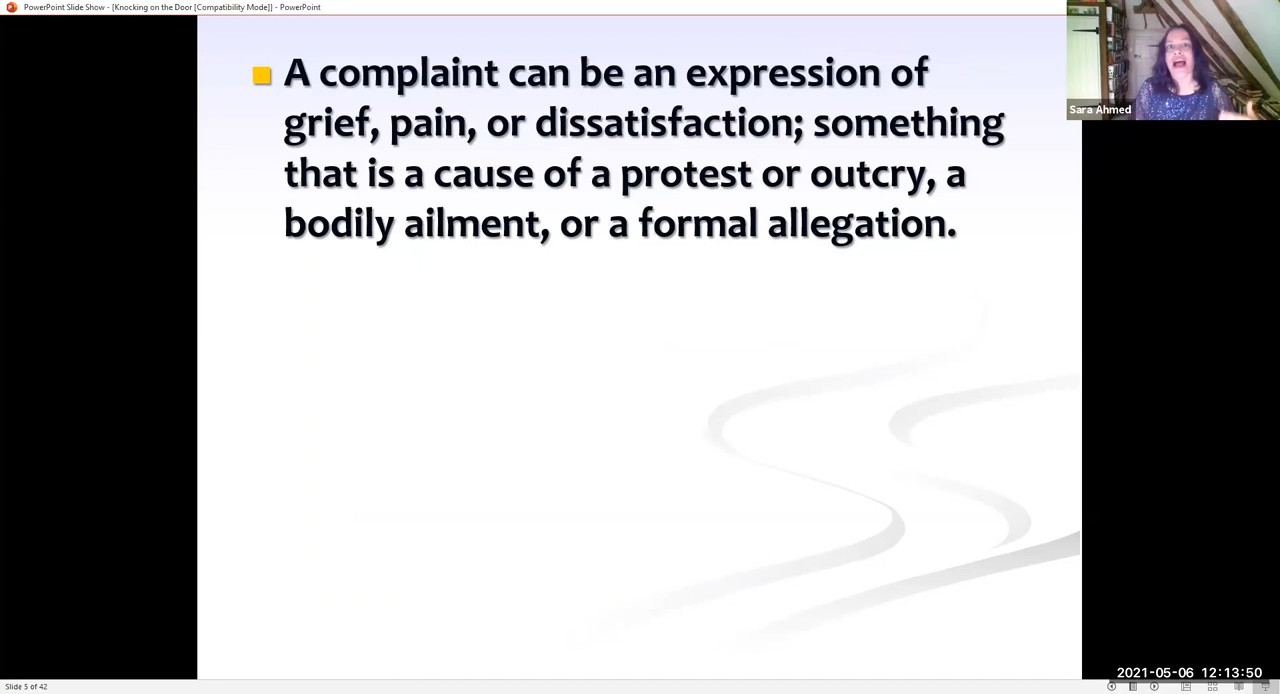 PowerPoint Slide Show - [Knocking on the Door [Compatibility Mode]] - PowerPoint
A complaint can be an expression of
grief, pain, or dissatisfaction; something
that is a cause of a protest or outcry, a
bodily ailment, or a formal allegation.
Sara Ahmed
2021-05-06 12:13:50
Slide 5 of 42